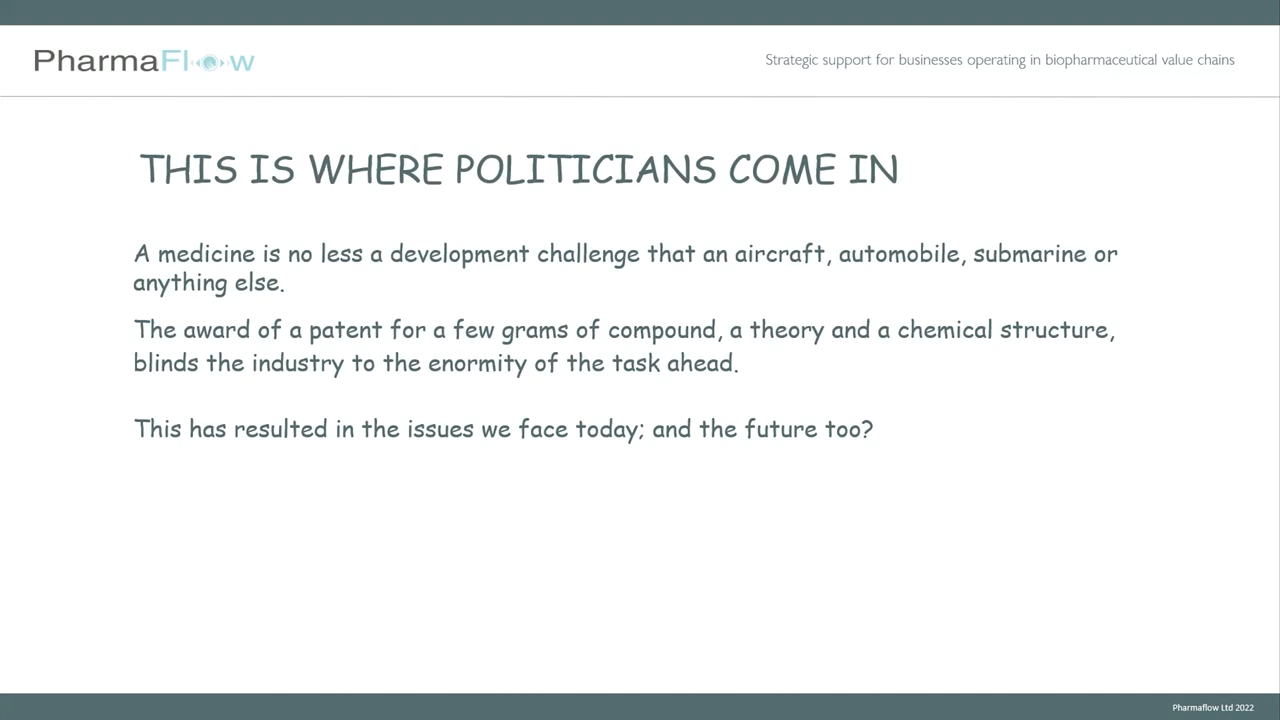 PharmaFlow
Strategic support for businesses operating in biopharmaceutical value chains
THIS IS WHERE POLITICIANS COME IN
A medicine is no less a development challenge that an aircraft, automobile, submarine or
anything else.
The award of a patent for a few grams of compound, a theory and a chemical structure,
blinds the industry to the enormity of the task ahead.
This has resulted in the issues we face today; and the future too?
Pharmaflow Ltd 2022